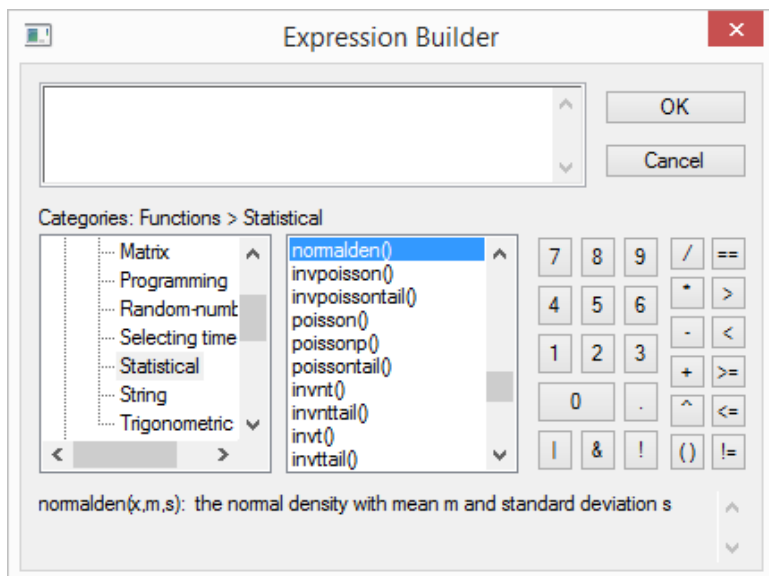 Expression Builder
OK
Cancel
Categories: Functions > Statistical
Matrix
Programming
Random-numb
Selecting time
Statistical
String
Trigonometric
normalden()
invpoisson()
invpoissontail()
poisson()
poissonp()
poissontail()
invnt()
invnttail()
invt()
invttail()
7 8 9 / ==
4 5 6 * >
1 2 3 - <
+ >=
0 . ^ <=
| & ! () !=
normalden(x,m,s): the normal density with mean m and standard deviation s